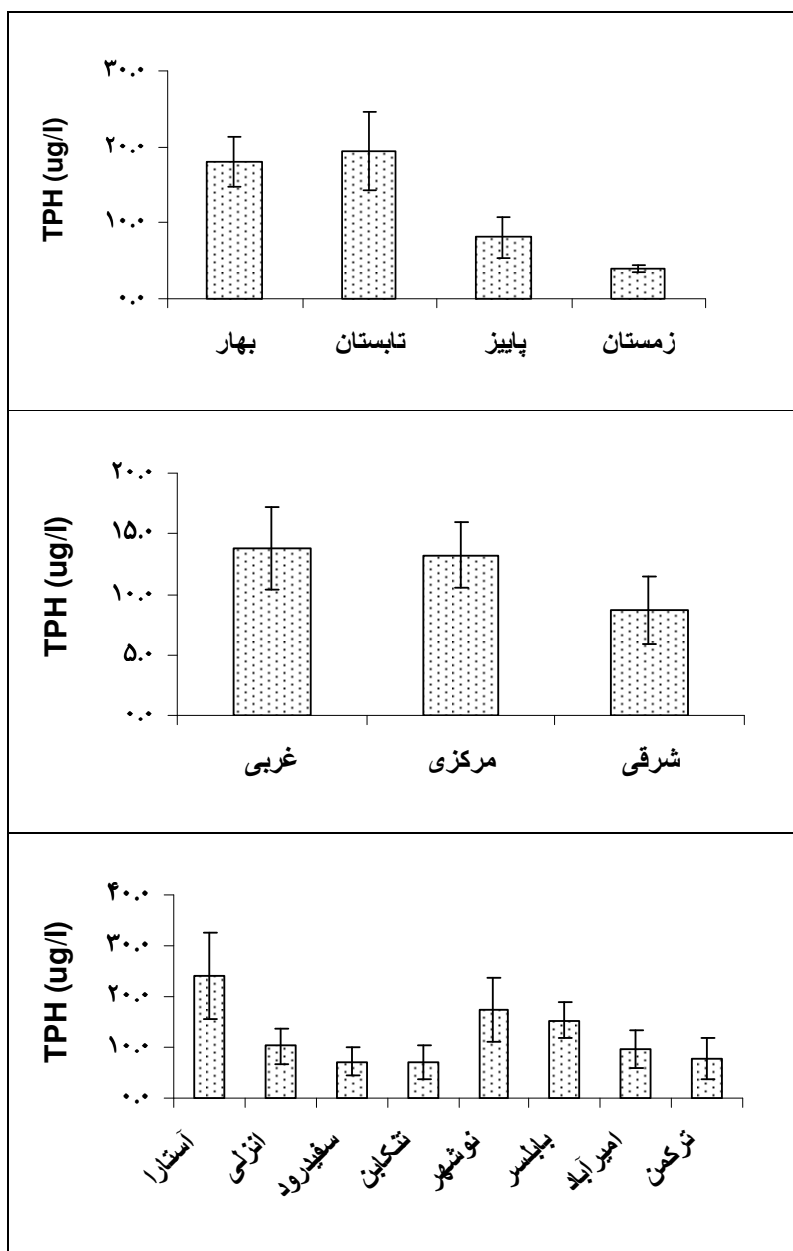 TPH (ug/l)
۳۰.۰
۲۰.۰
۱۰.۰
۰.۰
بهار
تابستان
پاییز
زمستان
TPH (ug/l)
۲۰.۰
۱۵.۰
۱۰.۰
۵.۰
۰.۰
غربی
مرکزی
شرقی
TPH (ug/l)
۴۰.۰
۳۰.۰
۲۰.۰
۱۰.۰
۰.۰
آستارا
انزلی
سفیدرود
تنکابن
نوشهر
بابلسر
امیرآباد
ترکمن